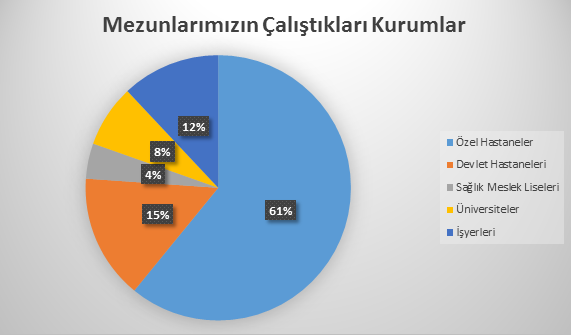 Mezunlarımızın Çalıştıkları Kurumlar
12%
8%
4%
15%
61%
Özel Hastaneler
Devlet Hastaneleri
Sağlık Meslek Liseleri
Üniversiteler
İşyerleri